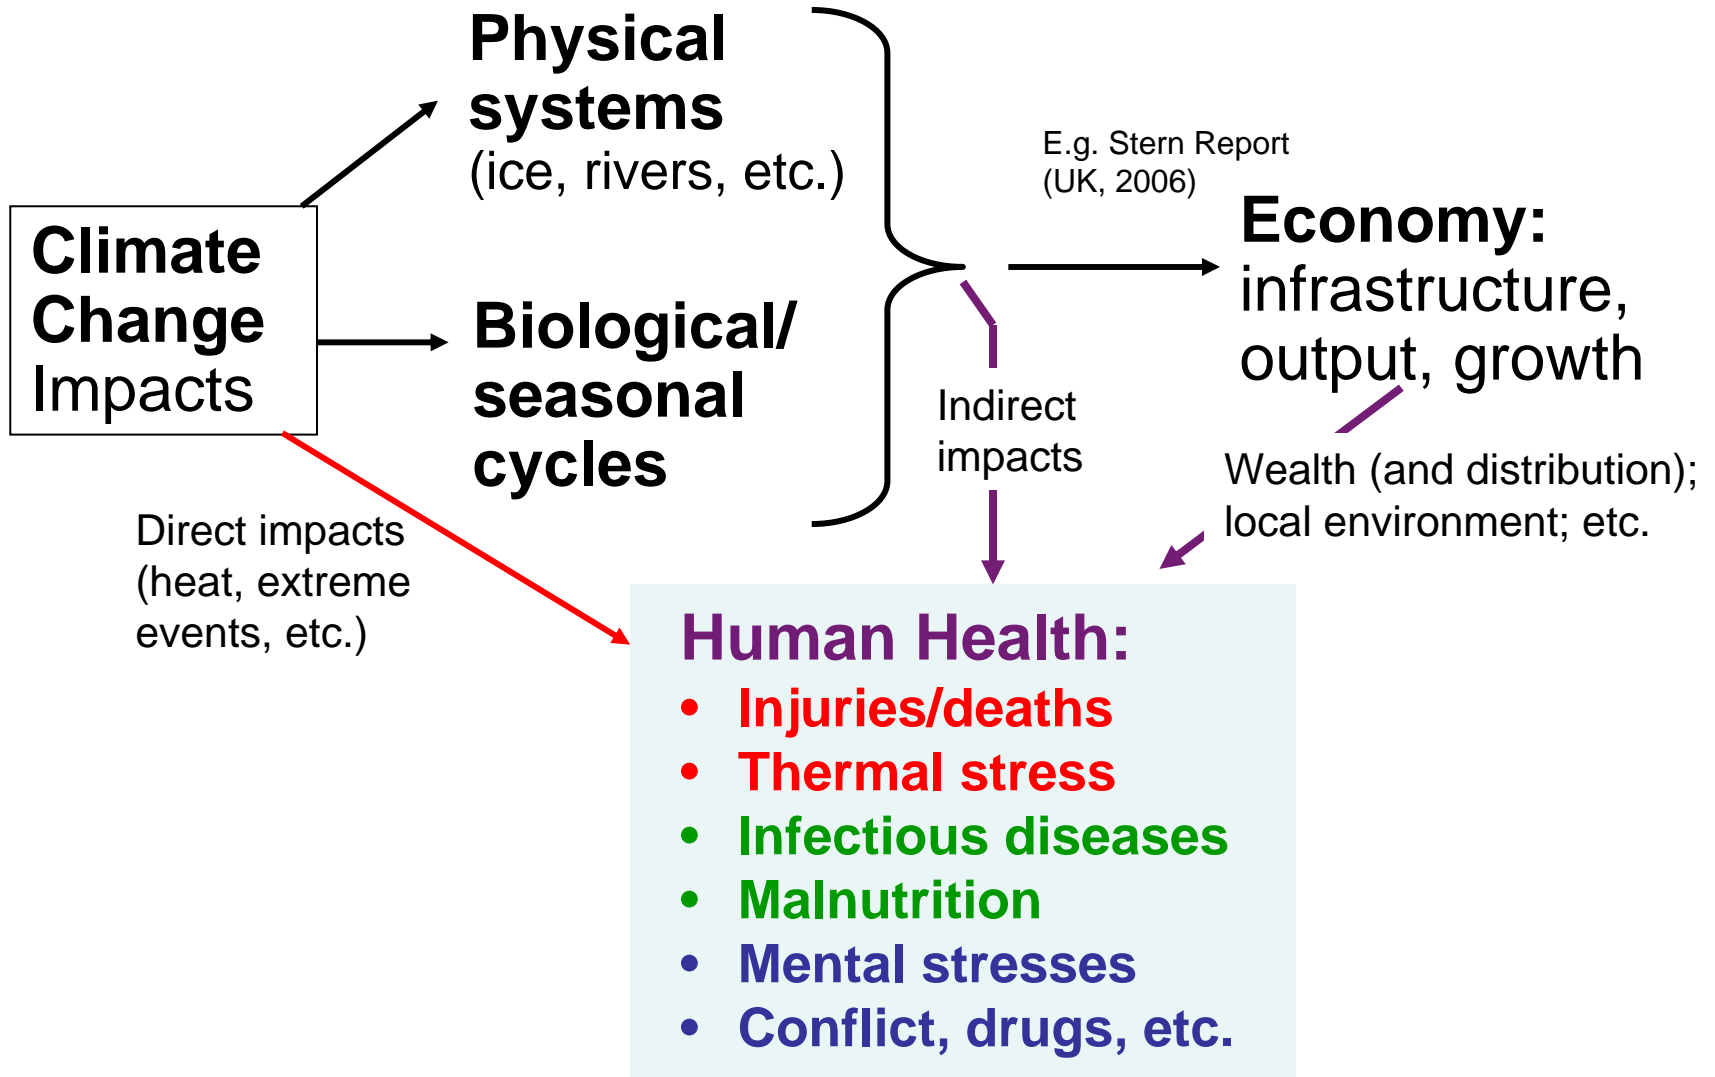 Physical
systems
(ice, rivers, etc.)
E.g. Stern Report
(UK, 2006)
Economy:
infrastructure,
output, growth
Climate
Change
Impacts
Biological/
seasonal
cycles
Indirect
impacts
Wealth (and distribution);
local environment; etc.
Direct impacts
(heat, extreme
events, etc.)
Human Health:
• Injuries/deaths
• Thermal stress
• Infectious diseases
• Malnutrition
• Mental stresses
• Conflict, drugs, etc.